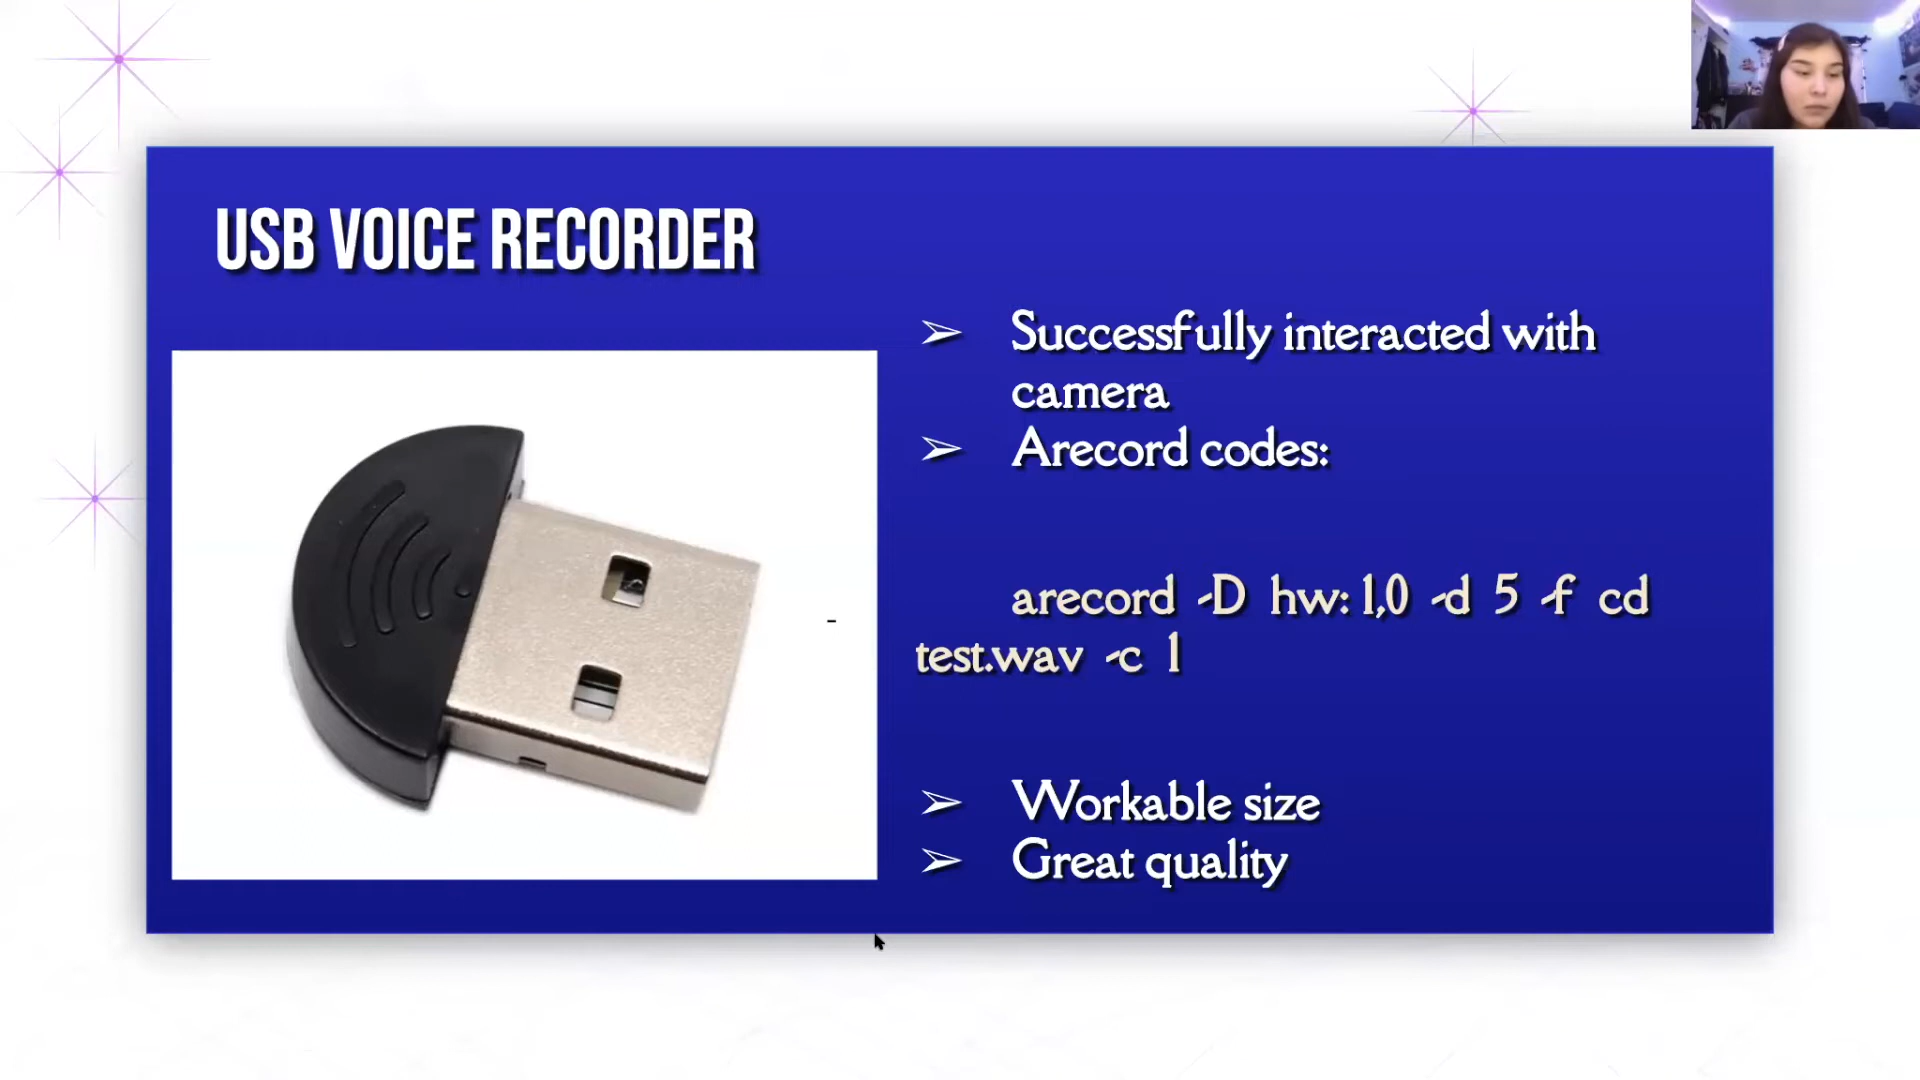 USB VOICE RECORDER
➢ Successfully interacted with
camera
➢ Arecord codes:
arecord -D hw:1,0 -d 5 -f cd
test.wav -c 1
-
➢ Workable size
➢ Great quality